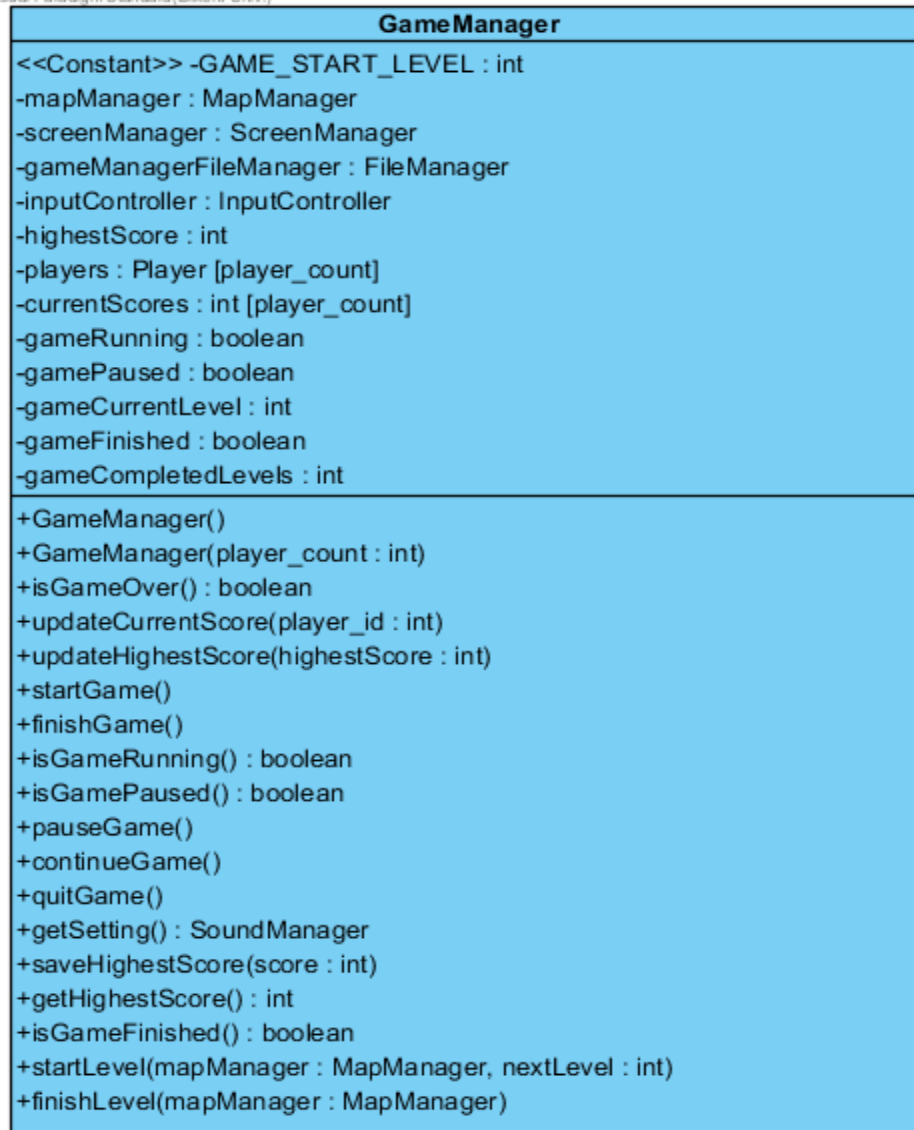 GameManager
<<Constant>> -GAME_START_LEVEL : int
-mapManager : MapManager
-screenManager : ScreenManager
-gameManagerFileManager : FileManager
-inputController : InputController
-highestScore : int
-players : Player [player_count]
-currentScores : int [player_count]
-gameRunning : boolean
-gamePaused : boolean
-gameCurrentLevel : int
-gameFinished : boolean
-gameCompletedLevels : int
+GameManager()
+GameManager(player_count : int)
+isGameOver() : boolean
+updateCurrentScore(player_id : int)
+updateHighestScore(highestScore : int)
+startGame()
+finishGame()
+isGameRunning() : boolean
+isGamePaused() : boolean
+pauseGame()
+continueGame()
+quitGame()
+getSetting() : SoundManager
+saveHighestScore(score : int)
+getHighestScore() : int
+isGameFinished() : boolean
+startLevel(mapManager : MapManager, nextLevel : int)
+finishLevel(mapManager : MapManager)